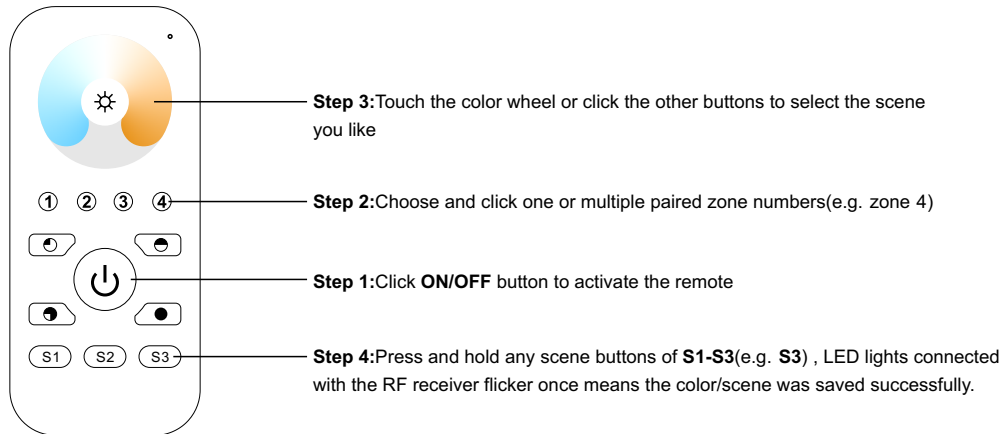 Step 3:Touch the color wheel or click the other buttons to select the scene
you like
1 2 3 4
Step 2:Choose and click one or multiple paired zone numbers(e.g. zone 4)
Step 1:Click ON/OFF button to activate the remote
S1 S2 S3
Step 4:Press and hold any scene buttons of S1-S3(e.g. S3) , LED lights connected
with the RF receiver flicker once means the color/scene was saved successfully.